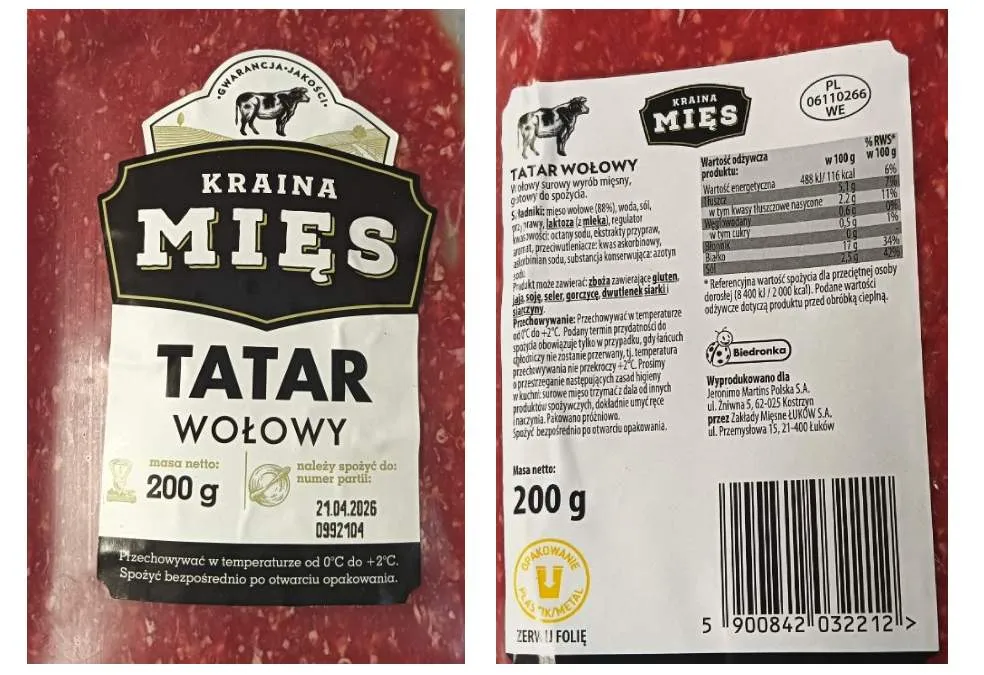 GWARANCJA JAKOŚCI
KRAINA
MIĘS
TATAR
WOŁOWY
masa netto:
200 g
należy spożyć do:
numer partii:
21.04.2026
0992104
Przechowywać w temperaturze od 0°C do +2°C.
Spożyć bezpośrednio po otwarciu opakowania.
KRAINA
MIĘS
PL
06110266
WE
TATAR WOŁOWY
Wołowy surowy wyrób mięsny,
gotowy do spożycia.
Składniki: mięso wołowe (88%), woda, sól,
przyprawy, laktoza (z mleka), regulator
kwasowości: octany sodu, ekstrakty przypraw,
aromat, przeciwutleniacze: kwas askorbinowy,
askorbinian sodu, substancja konserwująca: azotyn
sodu.
Produkt może zawierać: zboża zawierające gluten,
jaja, soję, seler, gorczycę, dwutlenek siarki i
siarczyny.
Przechowywanie: Przechowywać w temperaturze
od 0°C do +2°C. Podany termin przydatności do
spożycia obowiązuje tylko w przypadku, gdy łańcuch
chłodniczy nie zostanie przerwany, tj. temperatura
przechowywania nie przekroczy +2°C. Prosimy
o przestrzeganie następujących zasad higieny
w kuchni: surowe mięso trzymać z dala od innych
produktów spożywczych, dokładnie umyć ręce
i naczynia. Pakowano próżniowo.
Spożyć bezpośrednio po otwarciu opakowania.
Masa netto:
200 g
OPAKOWANIE
PLASTIK/METAL
ZERWIJ FOLIĘ
Wartość odżywcza produktu: w 100 g % RWS* w 100 g
Wartość energetyczna 488 kJ/ 116 kcal 6%
Tłuszcz 5,1 g 7%
w tym kwasy tłuszczowe nasycone 2,2 g 11%
Węglowodany 0,6 g 0%
w tym cukry 0,5 g 1%
Błonnik 0 g
Białko 17 g 34%
Sól 2,5 g 42%
* Referencyjna wartość spożycia dla przeciętnej osoby
dorosłej (8 400 kJ / 2 000 kcal). Podane wartości
odżywcze dotyczą produktu przed obróbką cieplną.
Biedronka
Wyprodukowano dla
Jeronimo Martins Polska S.A.
ul. Żniwna 5, 62-025 Kostrzyn
przez Zakłady Mięsne ŁUKÓW S.A.
ul. Przemysłowa 15, 21-400 Łuków
5 900842 032212 >